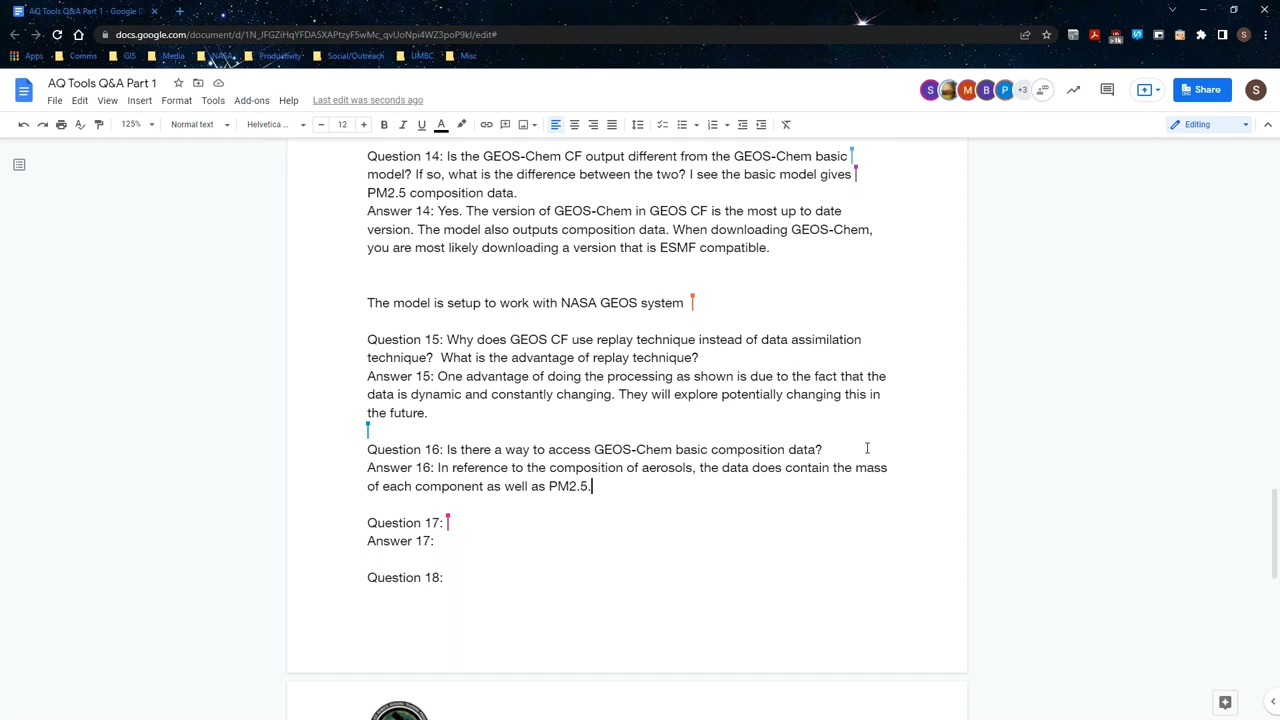 AQ Tools Q&A Part 1 - Google D
docs.google.com/document/d/1N_JFGZiHqYFDA5XAPtzyF5wMc_qvUoNpi4WZ3poP9kI/edit#
Apps Comms GIS Media NASA Productivity Social/Outreach UMBC Misc
AQ Tools Q&A Part 1
File Edit View Insert Format Tools Add-ons Help Last edit was seconds ago
S M B P +3 Share S
125% Normal text Helvetica ... 12 B I U A Editing
Question 14: Is the GEOS-Chem CF output different from the GEOS-Chem basic
model? If so, what is the difference between the two? I see the basic model gives
PM2.5 composition data.
Answer 14: Yes. The version of GEOS-Chem in GEOS CF is the most up to date
version. The model also outputs composition data. When downloading GEOS-Chem,
you are most likely downloading a version that is ESMF compatible.
The model is setup to work with NASA GEOS system
Question 15: Why does GEOS CF use replay technique instead of data assimilation
technique?  What is the advantage of replay technique?
Answer 15: One advantage of doing the processing as shown is due to the fact that the
data is dynamic and constantly changing. They will explore potentially changing this in
the future.
Question 16: Is there a way to access GEOS-Chem basic composition data?
Answer 16: In reference to the composition of aerosols, the data does contain the mass
of each component as well as PM2.5.
Question 17:
Answer 17:
Question 18: